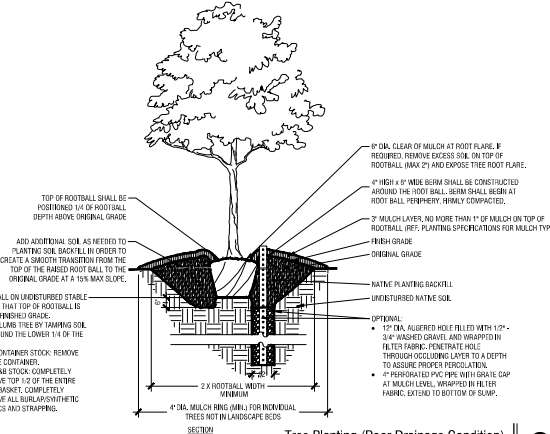 TOP OF ROOTBALL SHALL BE
POSITIONED 1/4 OF ROOTBALL
DEPTH ABOVE ORIGINAL GRADE
ADD ADDITIONAL SOIL AS NEEDED TO
PLANTING SOIL BACKFILL IN ORDER TO
CREATE A SMOOTH TRANSITION FROM THE
TOP OF THE RAISED ROOT BALL TO THE
ORIGINAL GRADE AT A 15% MAX SLOPE.
ALL ON UNDISTURBED STABLE
THAT TOP OF ROOTBALL IS
FINISHED GRADE.
LUMB TREE BY TAMPING SOIL
UND THE LOWER 1/4 OF THE
ONTAINER STOCK: REMOVE
E CONTAINER.
&B STOCK: COMPLETELY
VE TOP 1/2 OF THE ENTIRE
BASKET. COMPLETELY
VE ALL BURLAP/SYNTHETIC
CS AND STRAPPING.
6" DIA. CLEAR OF MULCH AT ROOT FLARE. IF
REQUIRED, REMOVE EXCESS SOIL ON TOP OF
ROOTBALL (MAX 2") AND EXPOSE TREE ROOT FLARE.
4" HIGH x 8" WIDE BERM SHALL BE CONSTRUCTED
AROUND THE ROOT BALL. BERM SHALL BEGIN AT
ROOT BALL PERIPHERY, FIRMLY COMPACTED.
3" MULCH LAYER, NO MORE THAN 1" OF MULCH ON TOP OF
ROOTBALL (REF. PLANTING SPECIFICATIONS FOR MULCH TYP
FINISH GRADE
ORIGINAL GRADE
NATIVE PLANTING BACKFILL
UNDISTURBED NATIVE SOIL
OPTIONAL:
• 12" DIA. AUGERED HOLE FILLED WITH 1/2" -
3/4" WASHED GRAVEL AND WRAPPED IN
FILTER FABRIC. PENETRATE HOLE
THROUGH OCCLUDING LAYER TO A DEPTH
TO ASSURE PROPER PERCOLATION.
• 4" PERFORATED PVC PIPE WITH GRATE CAP
AT MULCH LEVEL, WRAPPED IN FILTER
FABRIC. EXTEND TO BOTTOM OF SUMP.
6"
12"
2 X ROOTBALL WIDTH
MINIMUM
4' DIA. MULCH RING (MIN.) FOR INDIVIDUAL
TREES NOT IN LANDSCAPE BEDS
SECTION
Tree Planting (Poor Drainage Condition)